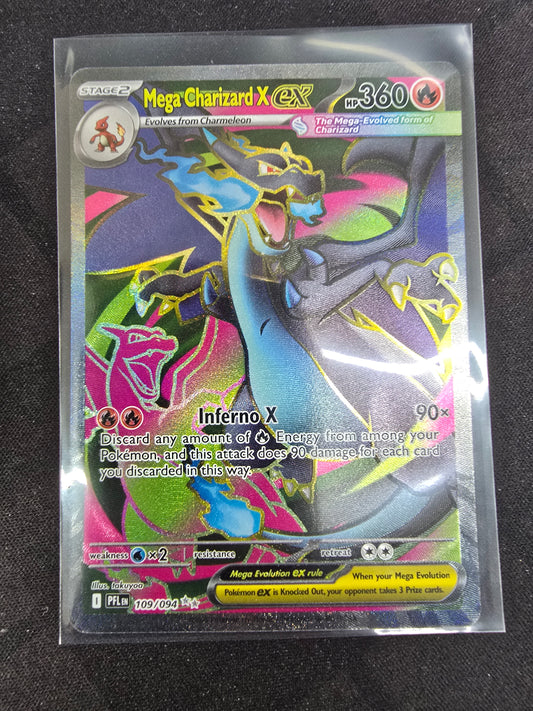 STAGE2 Mega Charizard X ex HP360
Evolves from Charmeleon
The Mega-Evolved form of
Charizard
Inferno X 90×
Discard any amount of Energy from among your
Pokémon, and this attack does 90 damage for each card
you discarded in this way.
weakness ×2 resistance retreat
Illus. takuyoa
Mega Evolution ex rule When your Mega Evolution
Pokémon ex is Knocked Out, your opponent takes 3 Prize cards.
I PFL EN 109/094